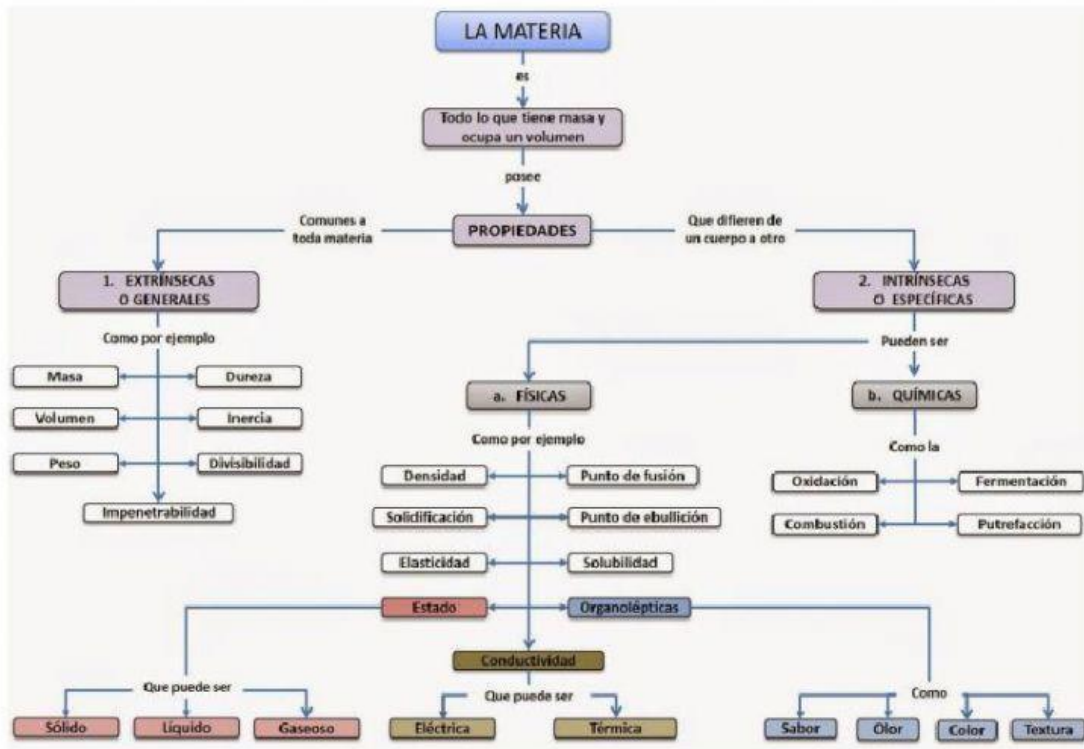 LA MATERIA
es
Todo lo que tiene masa y
ocupa un volumen
posee
Comunes a
toda materia
PROPIEDADES
Que difieren de
un cuerpo a otro
1. EXTRÍNSECAS
O GENERALES
2. INTRÍNSECAS
O ESPECÍFICAS
Como por ejemplo
Pueden ser
Masa
Dureza
a. FÍSICAS
b. QUÍMICAS
Volumen
Inercia
Como por ejemplo
Como la
Peso
Divisibilidad
Densidad
Punto de fusión
Oxidación
Fermentación
Impenetrabilidad
Solidificación
Punto de ebullición
Combustión
Putrefacción
Elasticidad
Solubilidad
Estado
Organolépticas
Conductividad
Que puede ser
Que puede ser
Como
Sólido
Líquido
Gaseoso
Eléctrica
Térmica
Sabor
Olor
Color
Textura